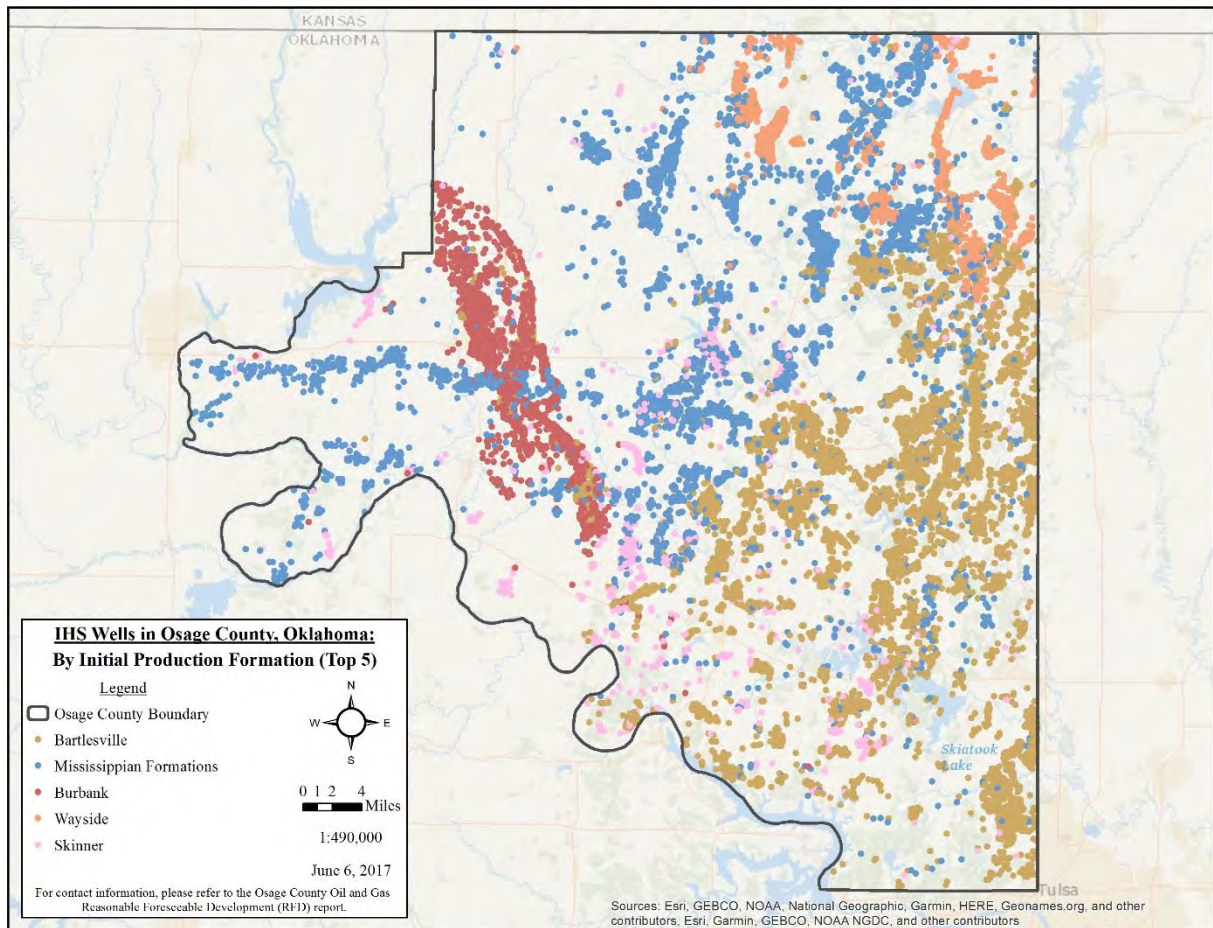 KANSAS
OKLAHOMA
Skiatook
Lake
Tulsa
IHS Wells in Osage County, Oklahoma:
By Initial Production Formation (Top 5)
Legend
Osage County Boundary
Bartlesville
Mississippian Formations
Burbank
Wayside
Skinner
N
W E
S
0 1 2 4
Miles
1:490,000
June 6, 2017
For contact information, please refer to the Osage County Oil and Gas
Reasonable Foreseeable Development (RFD) report.
Sources: Esri, GEBCO, NOAA, National Geographic, Garmin, HERE, Geonames.org, and other
contributors, Esri, Garmin, GEBCO, NOAA NGDC, and other contributors